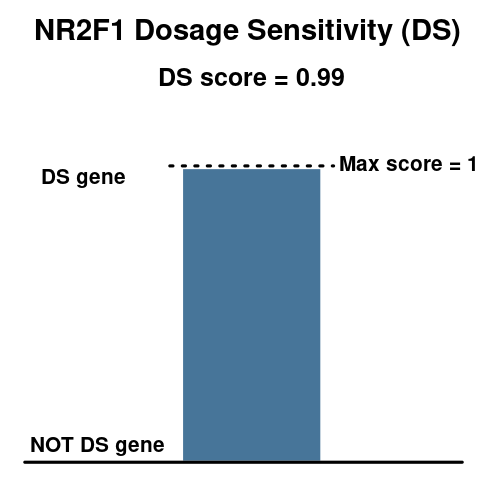 NR2F1 Dosage Sensitivity (DS)
DS score = 0.99
Max score = 1
DS gene
NOT DS gene